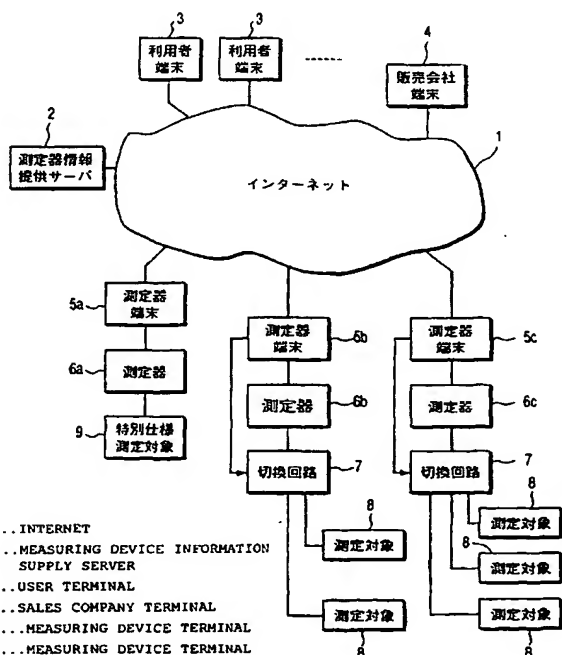 3
3
利用者
端末
利用者
端末
4
販売会社
端末
2
測定器情報
提供サーバ
1
インターネット
5a
測定器
端末
測定器
端末
5b
測定器
端末
5c
6a
測定器
測定器
6b
測定器
6c
9
特別仕様
測定対象
切換回路
7
切換回路
7
8
測定対象
8
測定対象
8
測定対象
測定対象
8
測定対象
8
..INTERNET
..MEASURING DEVICE INFORMATION
SUPPLY SERVER
..USER TERMINAL
..SALES COMPANY TERMINAL
...MEASURING DEVICE TERMINAL
...MEASURING DEVICE TERMINAL